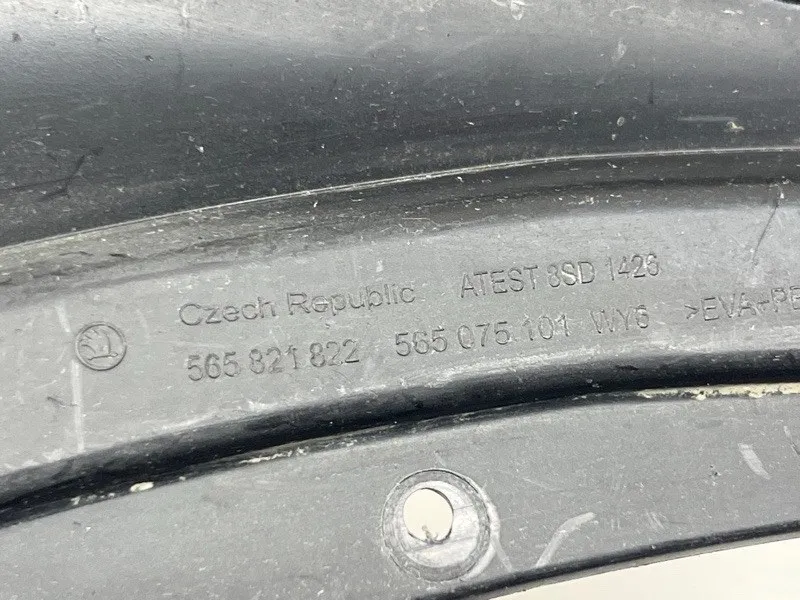 Czech Republic ATEST 8SD 1426
565 821 822 565 075 101 WY6 >EVA-PE